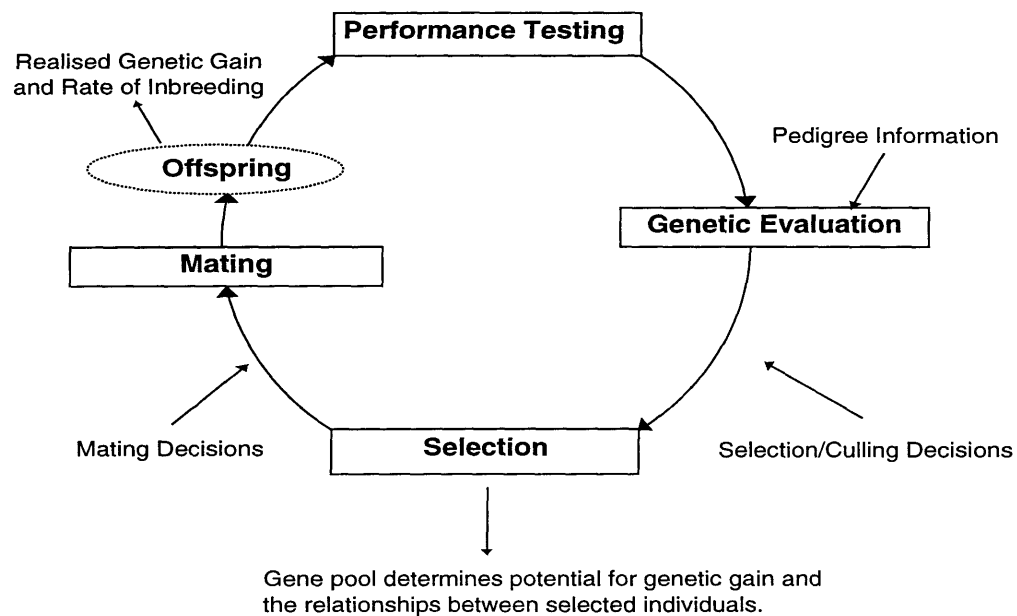 Performance Testing
Realised Genetic Gain
and Rate of Inbreeding
Pedigree Information
Offspring
Genetic Evaluation
Mating
Mating Decisions
Selection
Selection/Culling Decisions
Gene pool determines potential for genetic gain and
the relationships between selected individuals.